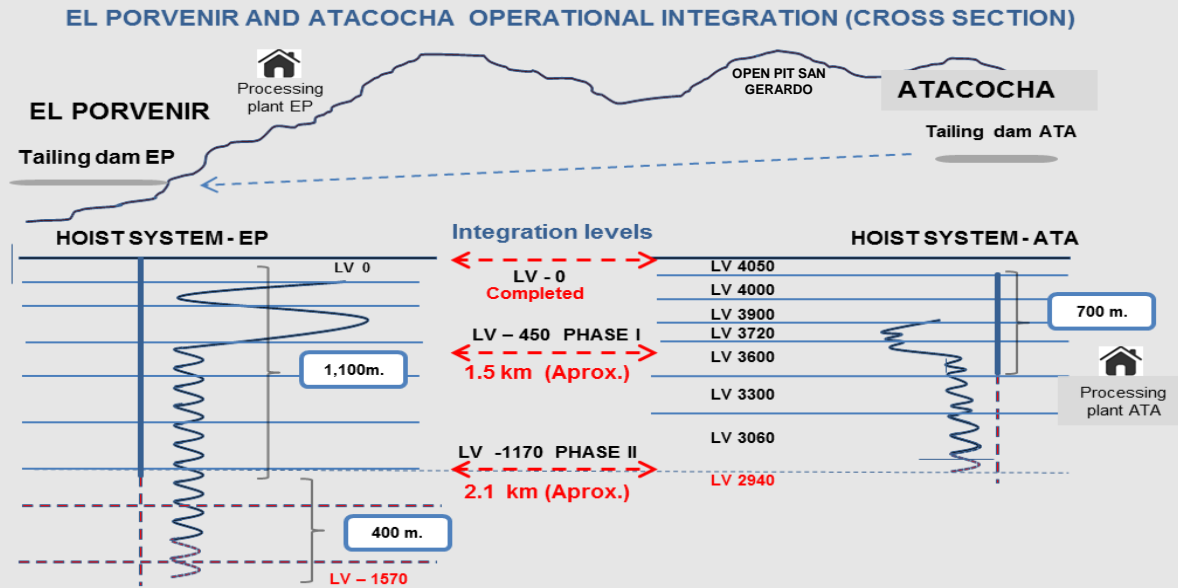 EL PORVENIR AND ATACOCHA OPERATIONAL INTEGRATION (CROSS SECTION)
Processing
plant EP
OPEN PIT SAN
GERARDO
ATACOCHA
EL PORVENIR
Tailing dam EP
Tailing dam ATA
HOIST SYSTEM - EP
Integration levels
HOIST SYSTEM - ATA
LV 0
LV - 0
Completed
LV – 450 PHASE I
1.5 km (Aprox.)
LV -1170 PHASE II
2.1 km (Aprox.)
1,100m.
400 m.
LV – 1570
LV 4050
LV 4000
LV 3900
LV 3720
LV 3600
LV 3300
LV 3060
LV 2940
700 m.
Processing
plant ATA